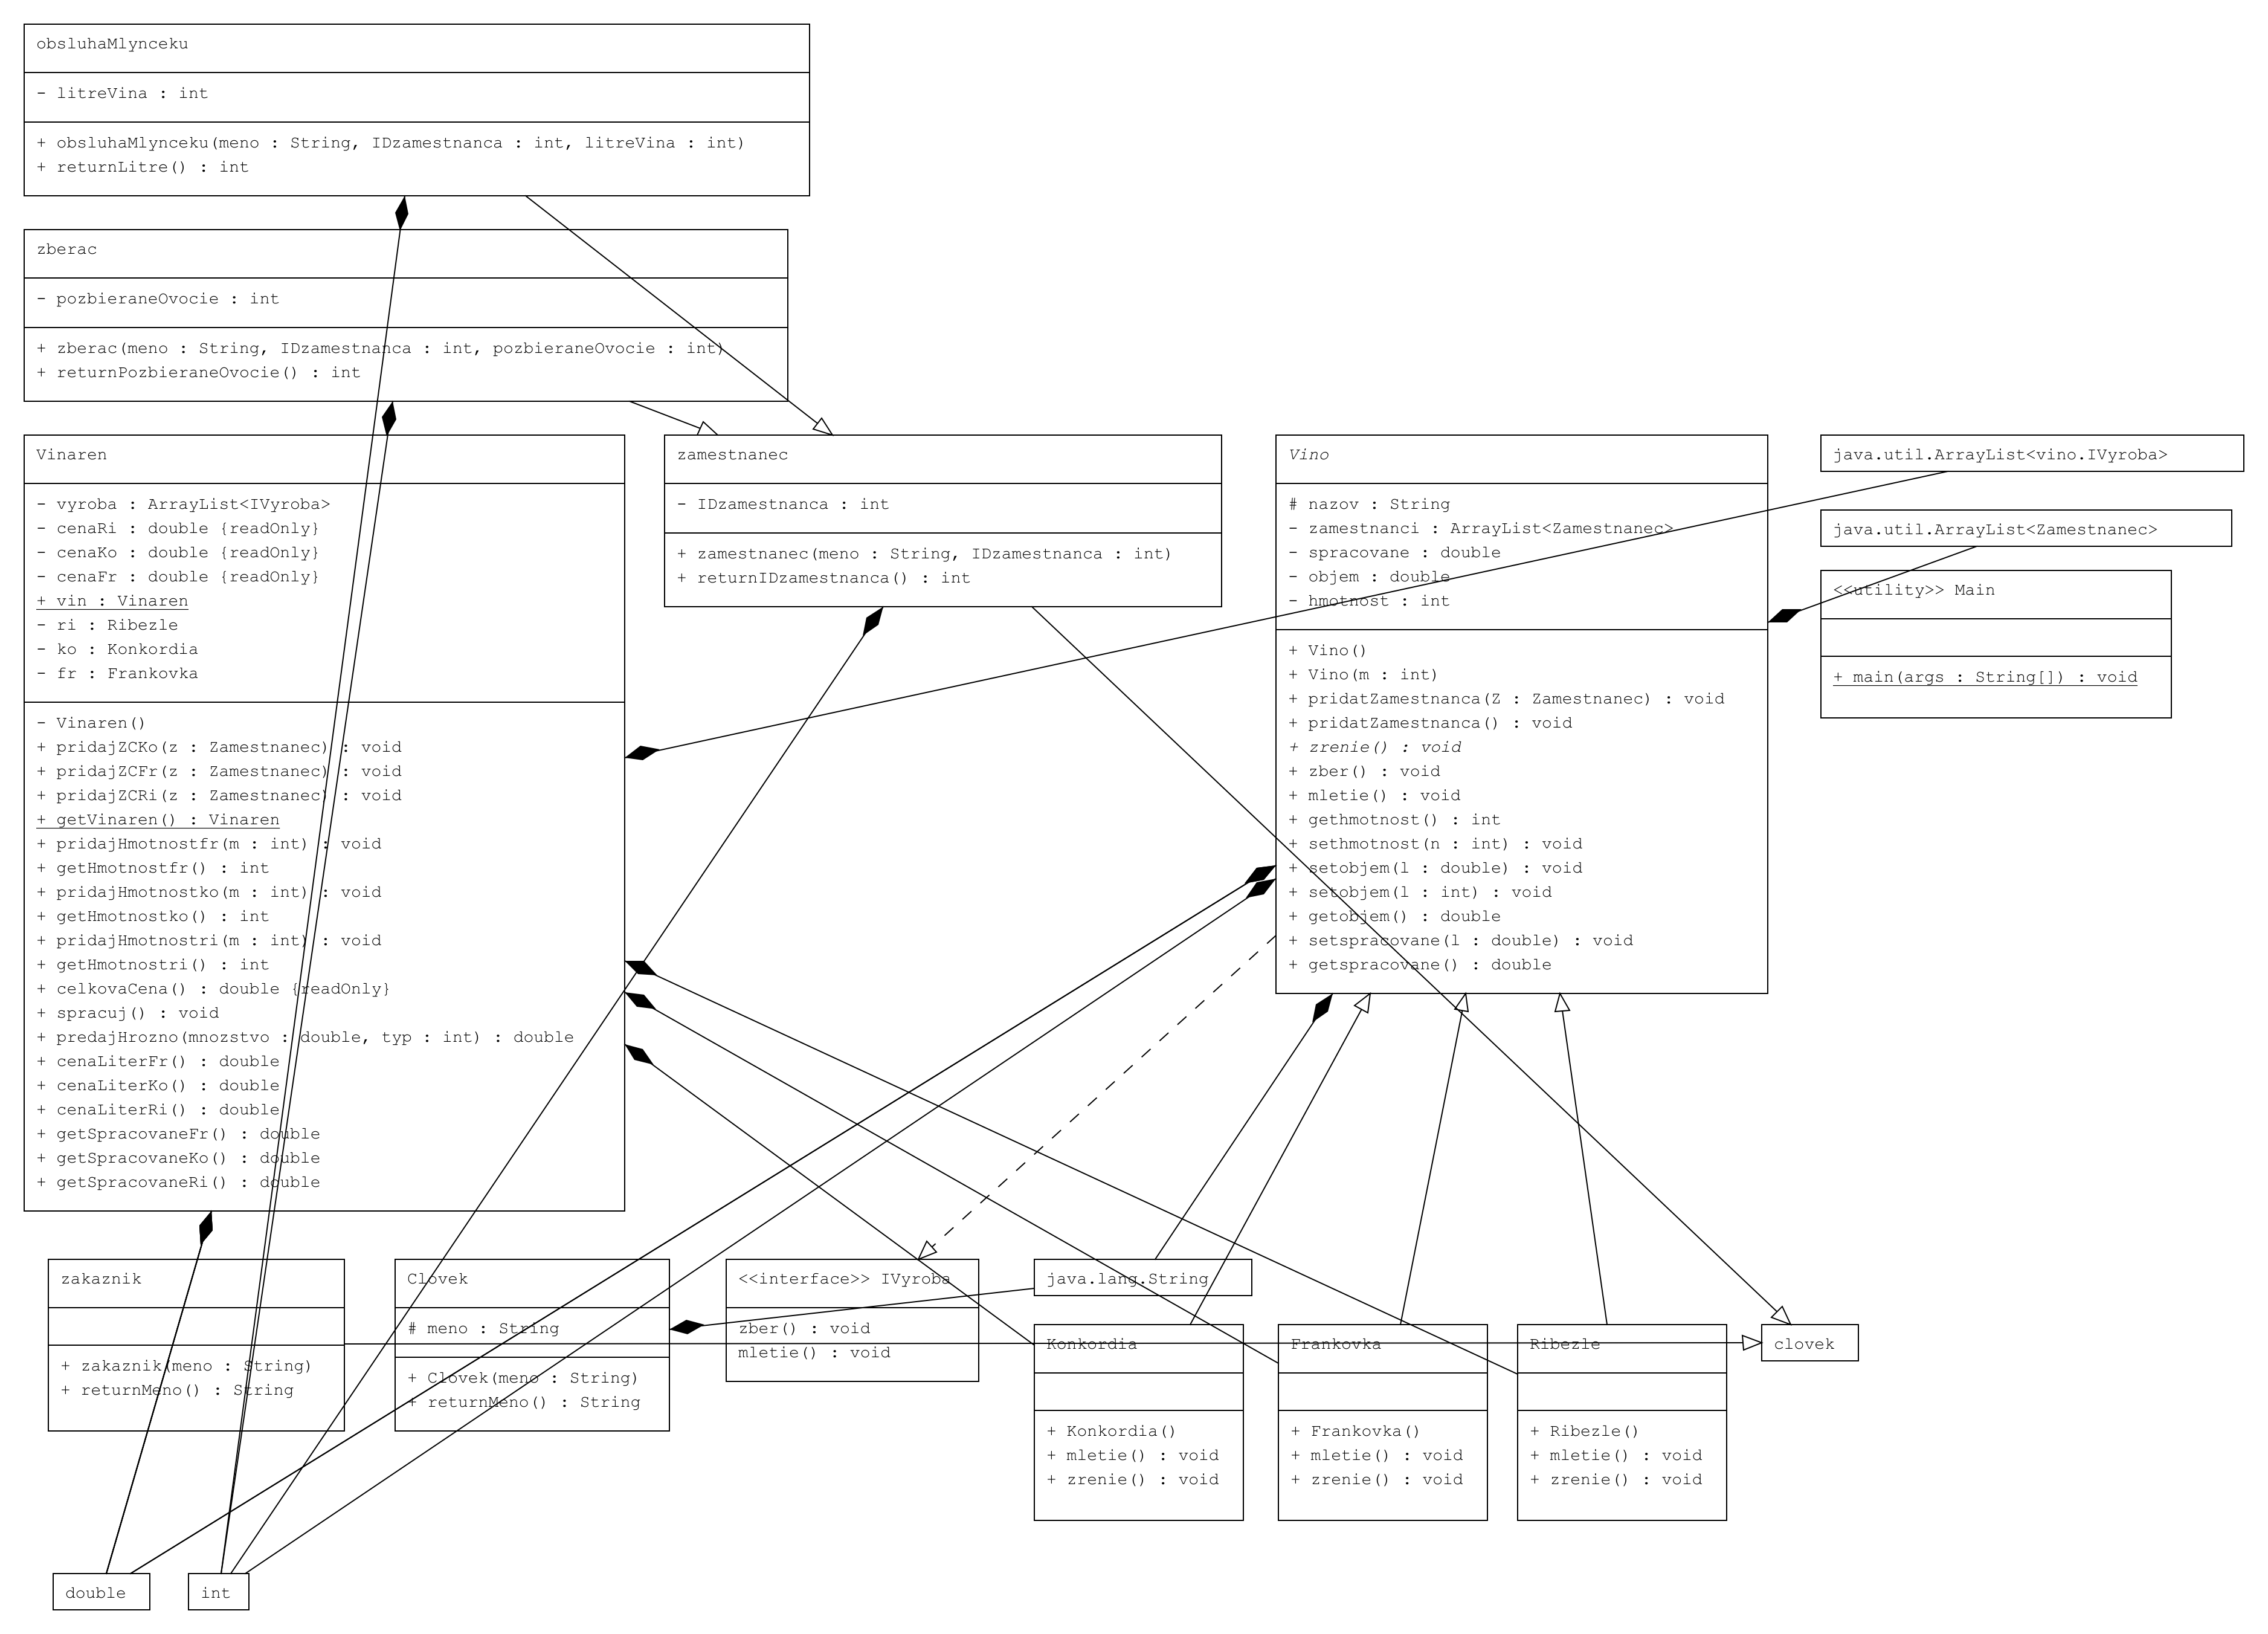 obsluhaMlynceku
- litreVina : int
+ obsluhaMlynceku(meno : String, IDzamestnanca : int, litreVina : int)
+ returnLitre() : int
zberac
- pozbieraneOvocie : int
+ zberac(meno : String, IDzamestnanca : int, pozbieraneOvocie : int)
+ returnPozbieraneOvocie() : int
Vinaren
- vyroba : ArrayList<IVyroba>
- cenaRi : double {readOnly}
- cenaKo : double {readOnly}
- cenaFr : double {readOnly}
+ vin : Vinaren
- ri : Ribezle
- ko : Konkordia
- fr : Frankovka
- Vinaren()
+ pridajZCKo(z : Zamestnanec) : void
+ pridajZCFr(z : Zamestnanec) : void
+ pridajZCRi(z : Zamestnanec) : void
+ getVinaren() : Vinaren
+ pridajHmotnostfr(m : int) : void
+ getHmotnostfr() : int
+ pridajHmotnostko(m : int) : void
+ getHmotnostko() : int
+ pridajHmotnostri(m : int) : void
+ getHmotnostri() : int
+ celkovaCena() : double {readOnly}
+ spracuj() : void
+ predajHrozno(mnozstvo : double, typ : int) : double
+ cenaLiterFr() : double
+ cenaLiterKo() : double
+ cenaLiterRi() : double
+ getSpracovaneFr() : double
+ getSpracovaneKo() : double
+ getSpracovaneRi() : double
zamestnanec
- IDzamestnanca : int
+ zamestnanec(meno : String, IDzamestnanca : int)
+ returnIDzamestnanca() : int
Vino
# nazov : String
- zamestnanci : ArrayList<Zamestnanec>
- spracovane : double
- objem : double
- hmotnost : int
+ Vino()
+ Vino(m : int)
+ pridatZamestnanca(Z : Zamestnanec) : void
+ pridatZamestnanca() : void
+ zrenie() : void
+ zber() : void
+ mletie() : void
+ gethmotnost() : int
+ sethmotnost(n : int) : void
+ setobjem(l : double) : void
+ setobjem(l : int) : void
+ getobjem() : double
+ setspracovane(l : double) : void
+ getspracovane() : double
java.util.ArrayList<vino.IVyroba>
java.util.ArrayList<Zamestnanec>
<<utility>> Main
+ main(args : String[]) : void
zakaznik
+ zakaznik(meno : String)
+ returnMeno() : String
Clovek
# meno : String
+ Clovek(meno : String)
+ returnMeno() : String
<<interface>> IVyroba
zber() : void
mletie() : void
java.lang.String
Konkordia
+ Konkordia()
+ mletie() : void
+ zrenie() : void
Frankovka
+ Frankovka()
+ mletie() : void
+ zrenie() : void
Ribezle
+ Ribezle()
+ mletie() : void
+ zrenie() : void
clovek
double
int